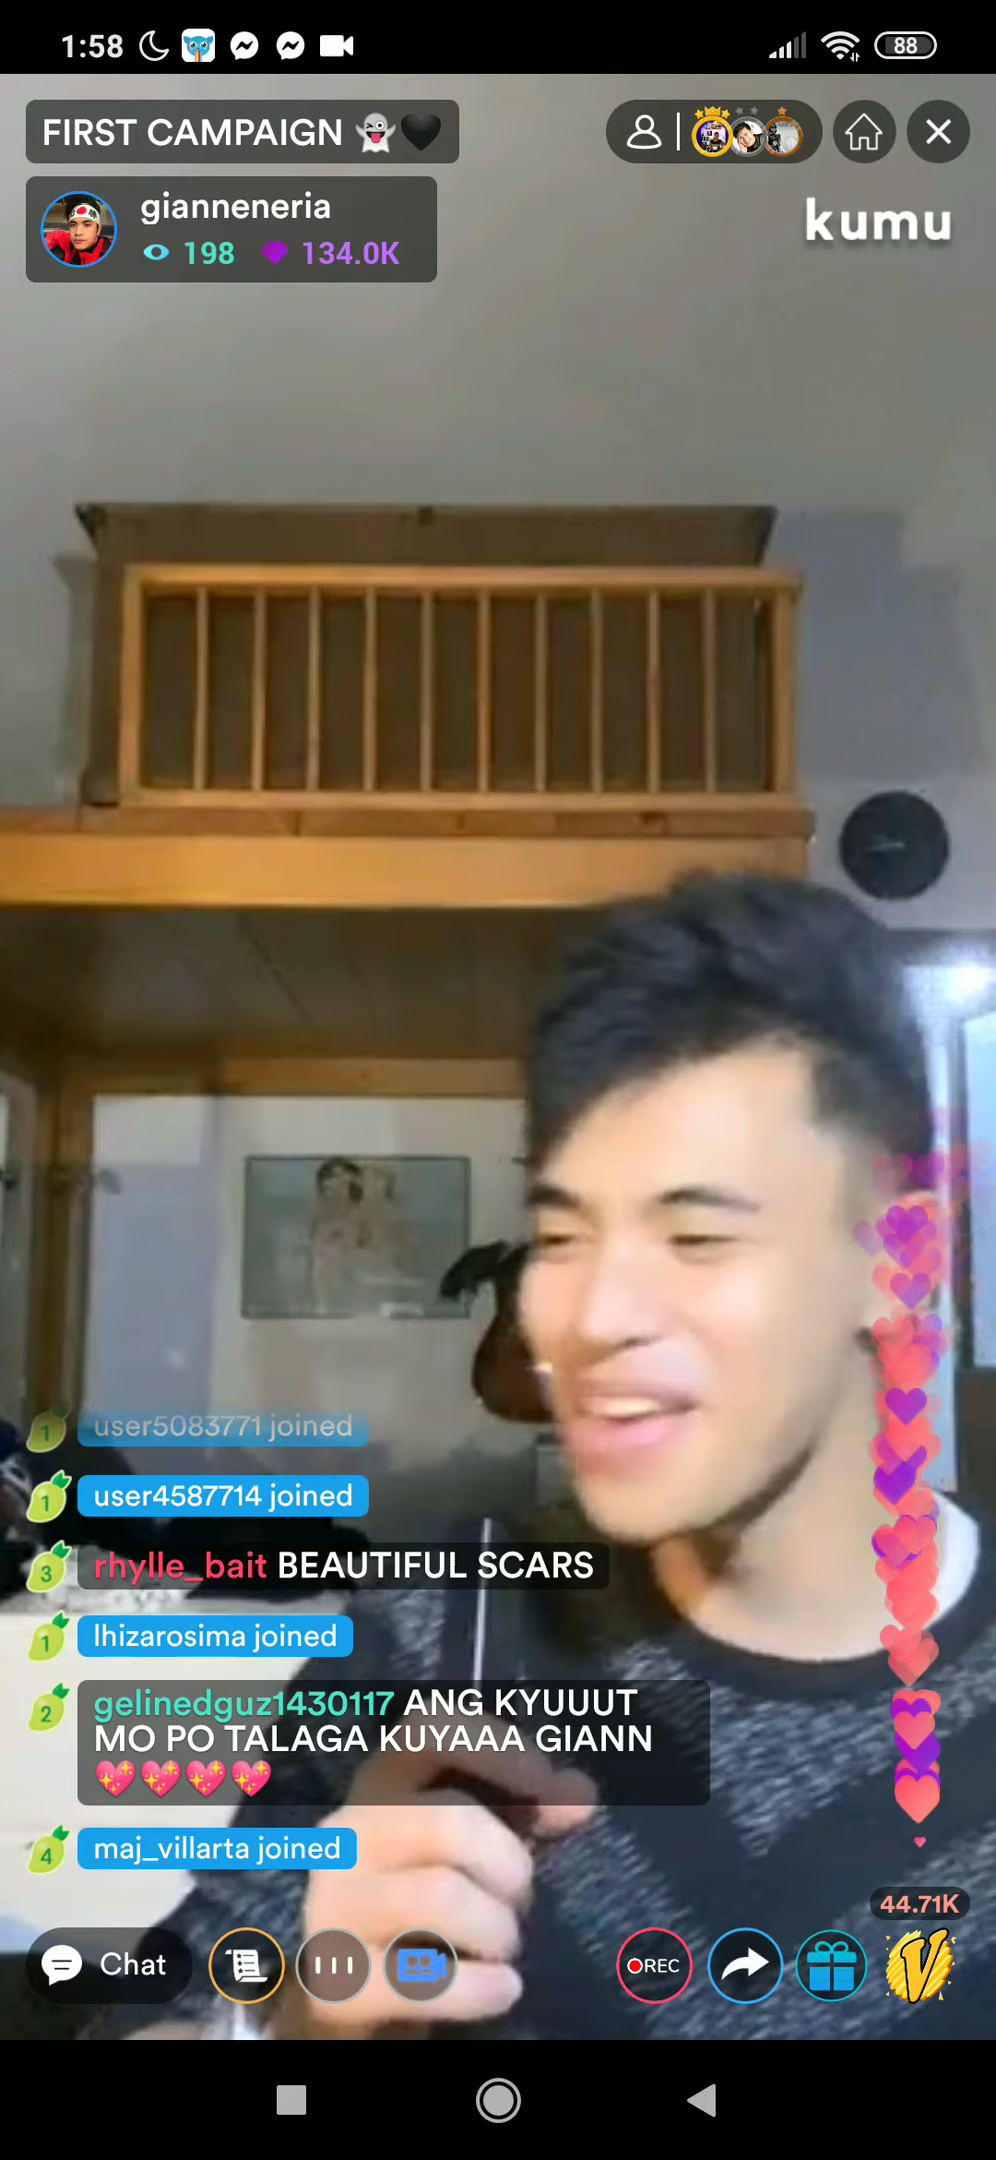 1:58
88
FIRST CAMPAIGN 👻🖤
gianneneria
198 134.0K
kumu
user5083771 joined
1
user4587714 joined
1
rhylle_bait BEAUTIFUL SCARS
3
lhizarosima joined
1
gelinedguz1430117 ANG KYUUUT
2
MO PO TALAGA KUYAAA GIANN
💖💖💖💖
maj_villarta joined
4
44.71K
Chat
REC
V